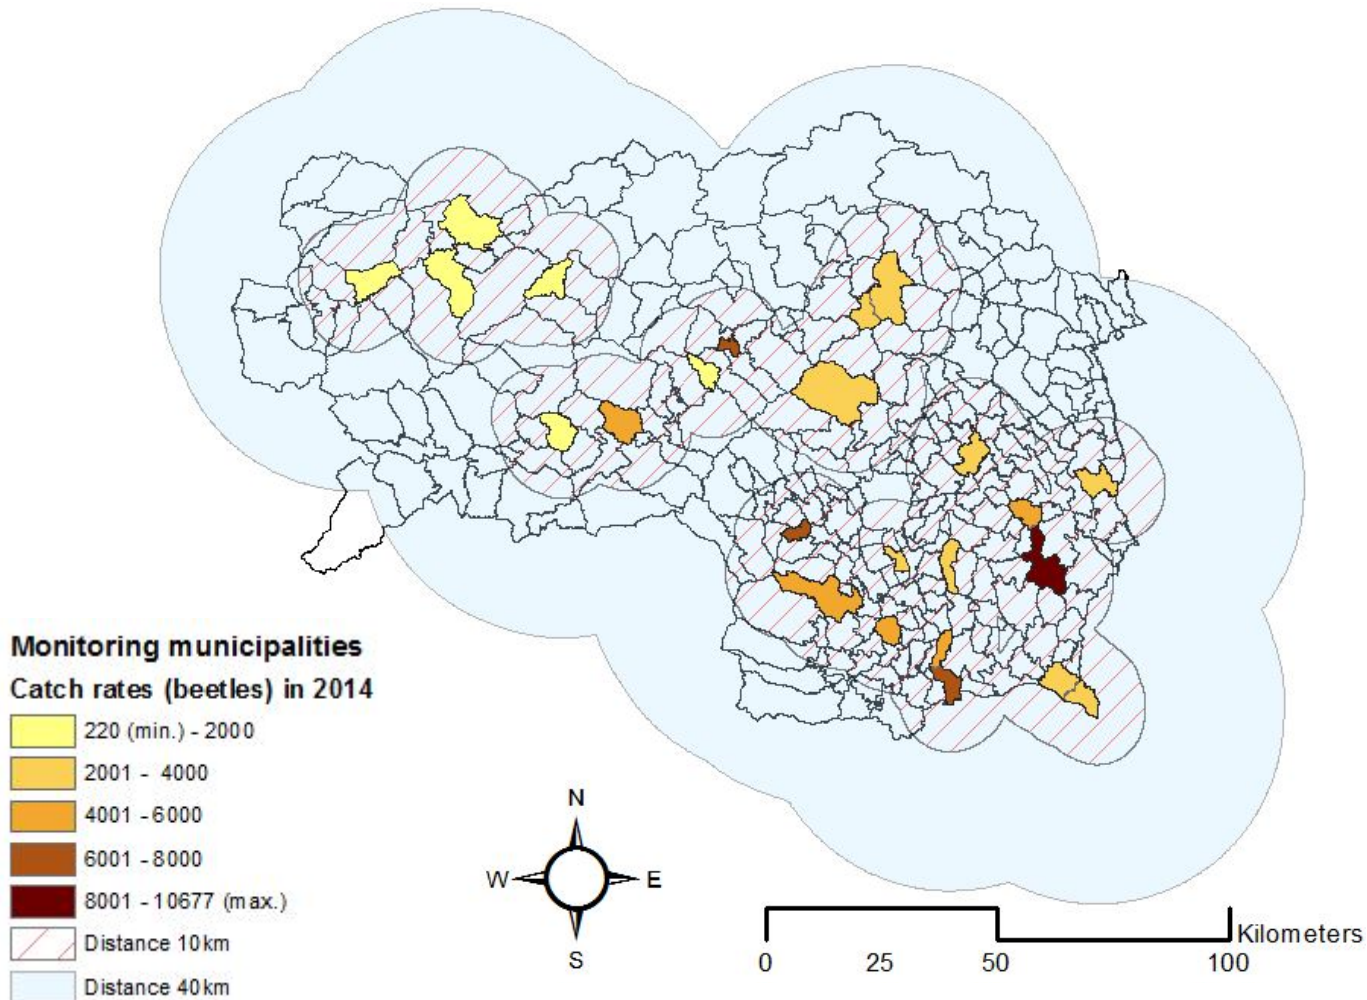 Monitoring municipalities
Catch rates (beetles) in 2014
220 (min.) - 2000
2001 - 4000
4001 - 6000
6001 - 8000
8001 - 10677 (max.)
Distance 10km
Distance 40km
N
W E
S
Kilometers
0 25 50 100